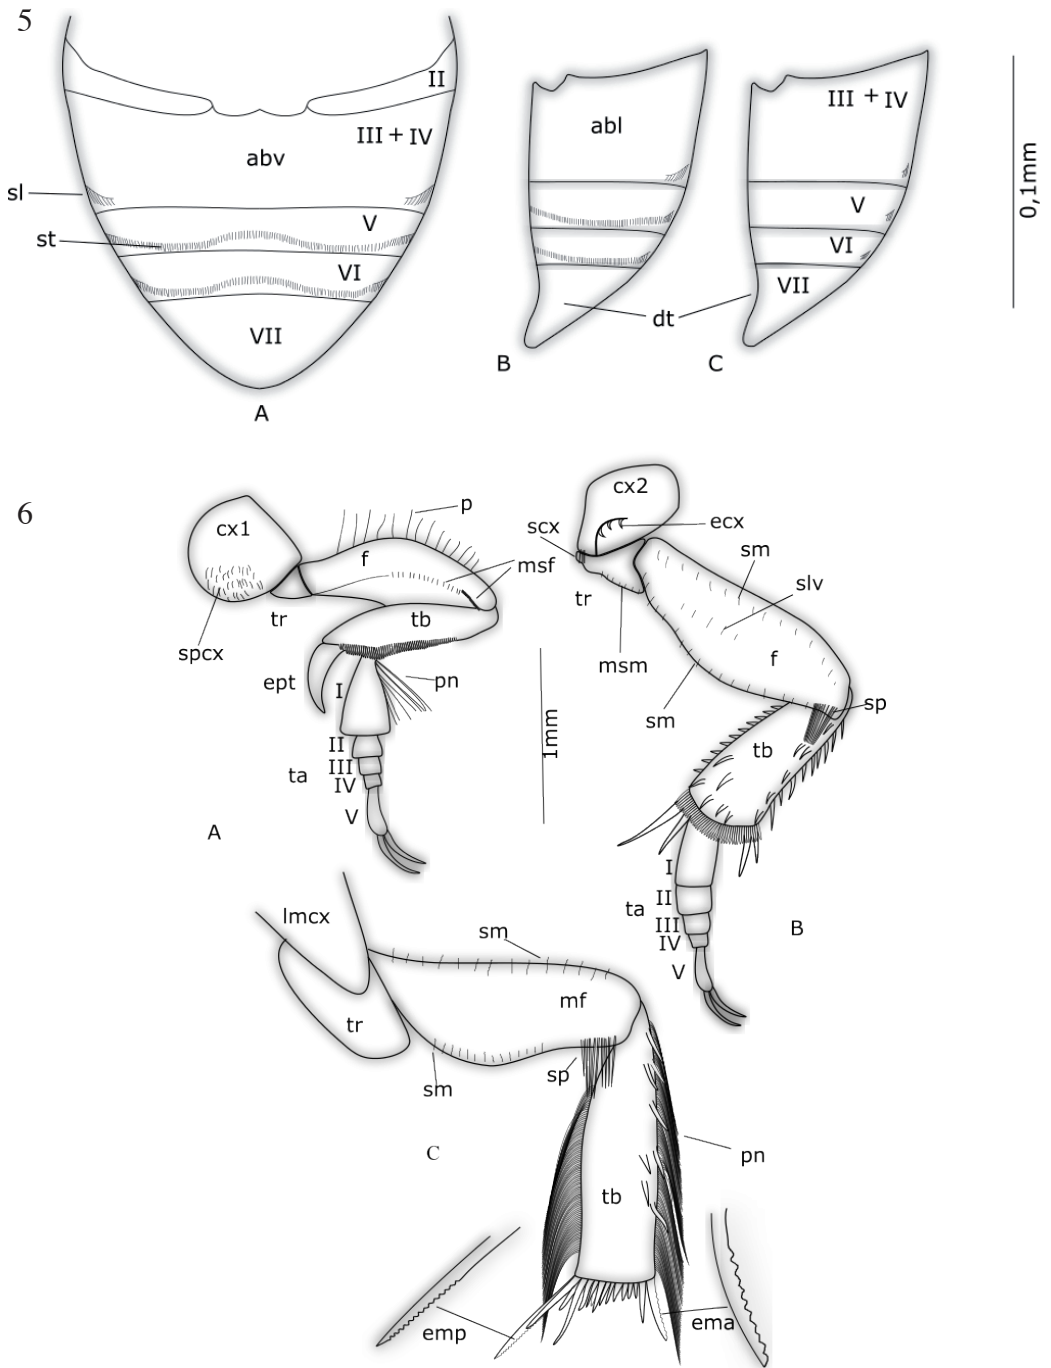 5
II
III + IV
abv
sl
V
st
VI
VII
A
abl
B
III + IV
V
VI
VII
dt
C
0,1mm
6
cx1
p
f
msf
tr
tb
spcx
ept
pn
I
II
III
IV
ta
V
A
1mm
cx2
scx
ecx
sm
slv
tr
msm
f
sm
sp
tb
I
II
ta
III
IV
V
B
lmcx
sm
mf
tr
sm
sp
C
pn
tb
emp
ema